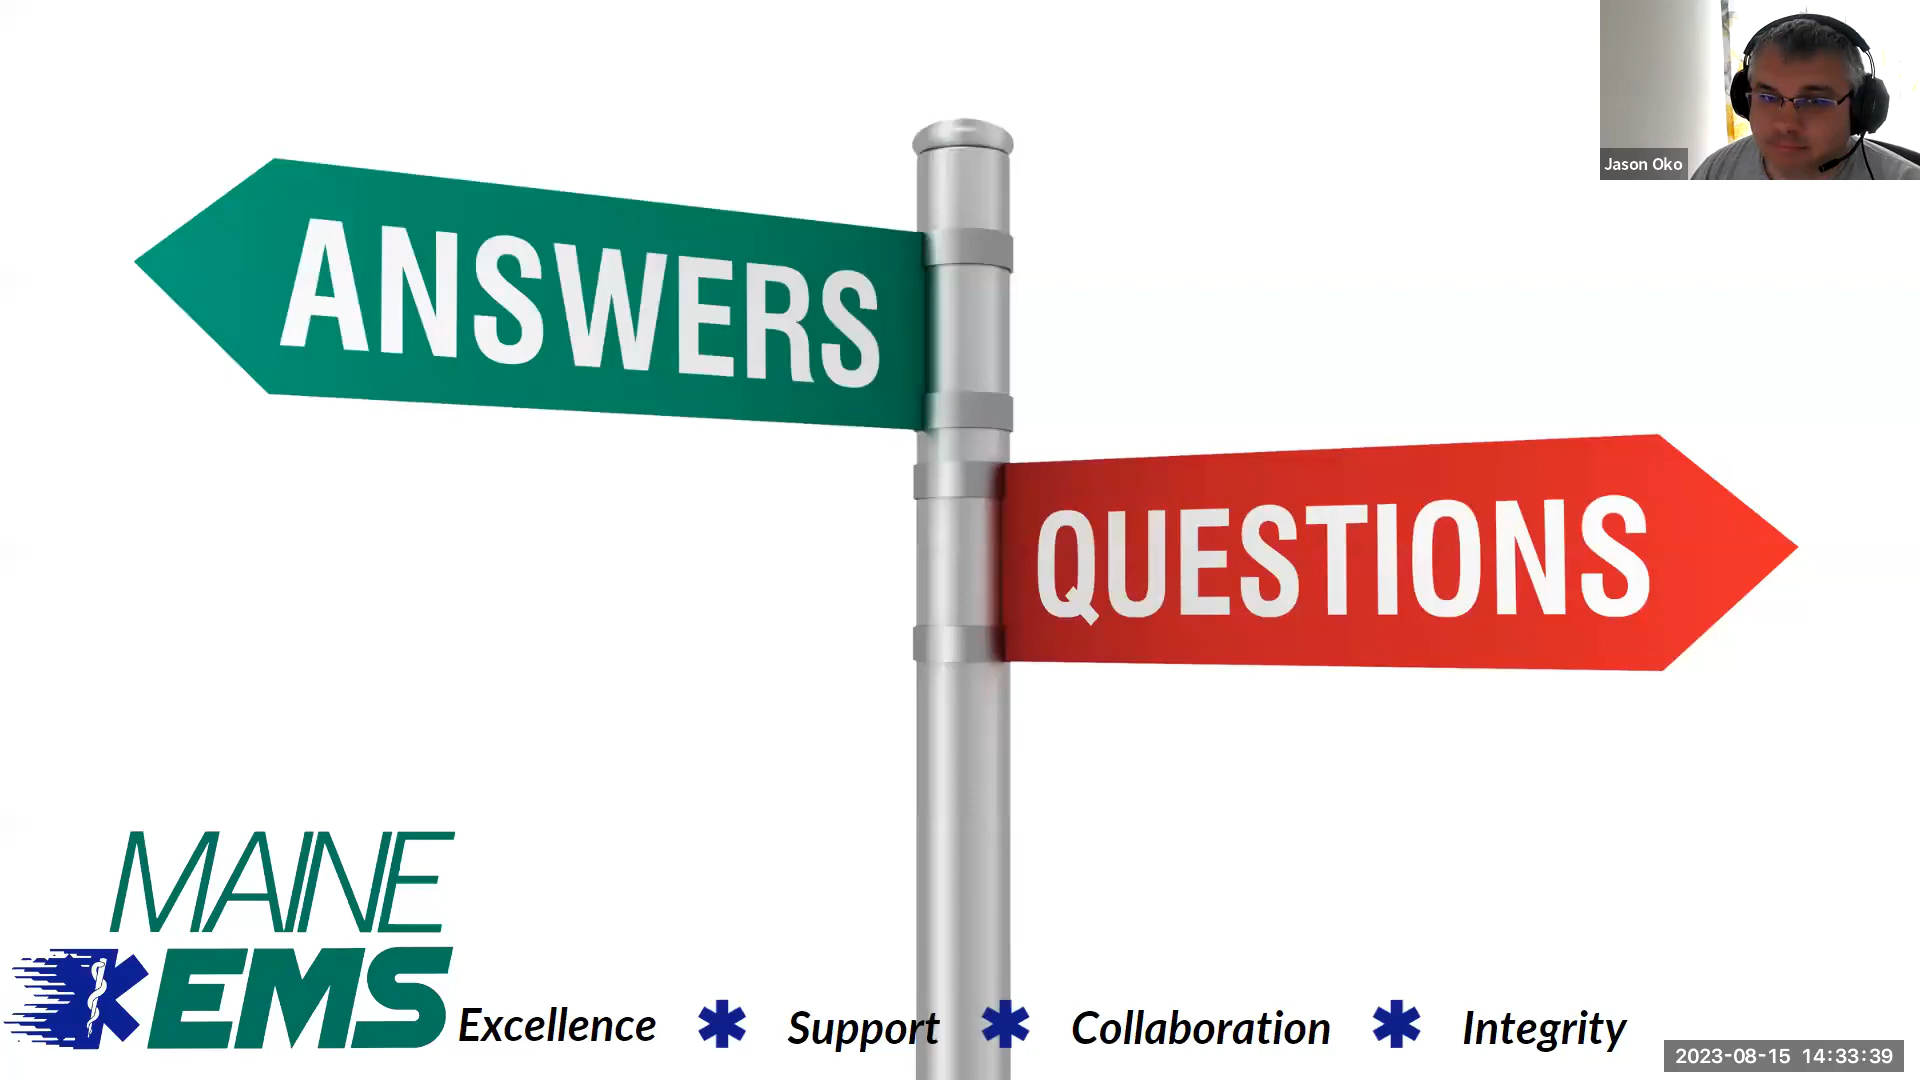 Jason Oko
ANSWERS
QUESTIONS
MAINE
EMS
Excellence Support Collaboration Integrity
2023-08-15 14:33:39